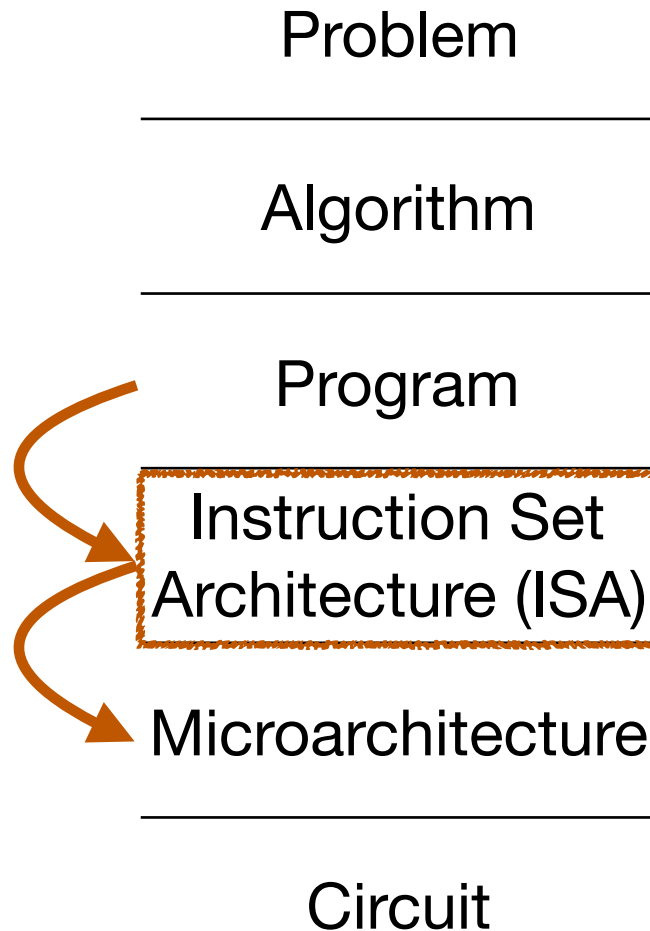 Problem
Algorithm
Program
Instruction Set
Architecture (ISA)
Microarchitecture
Circuit